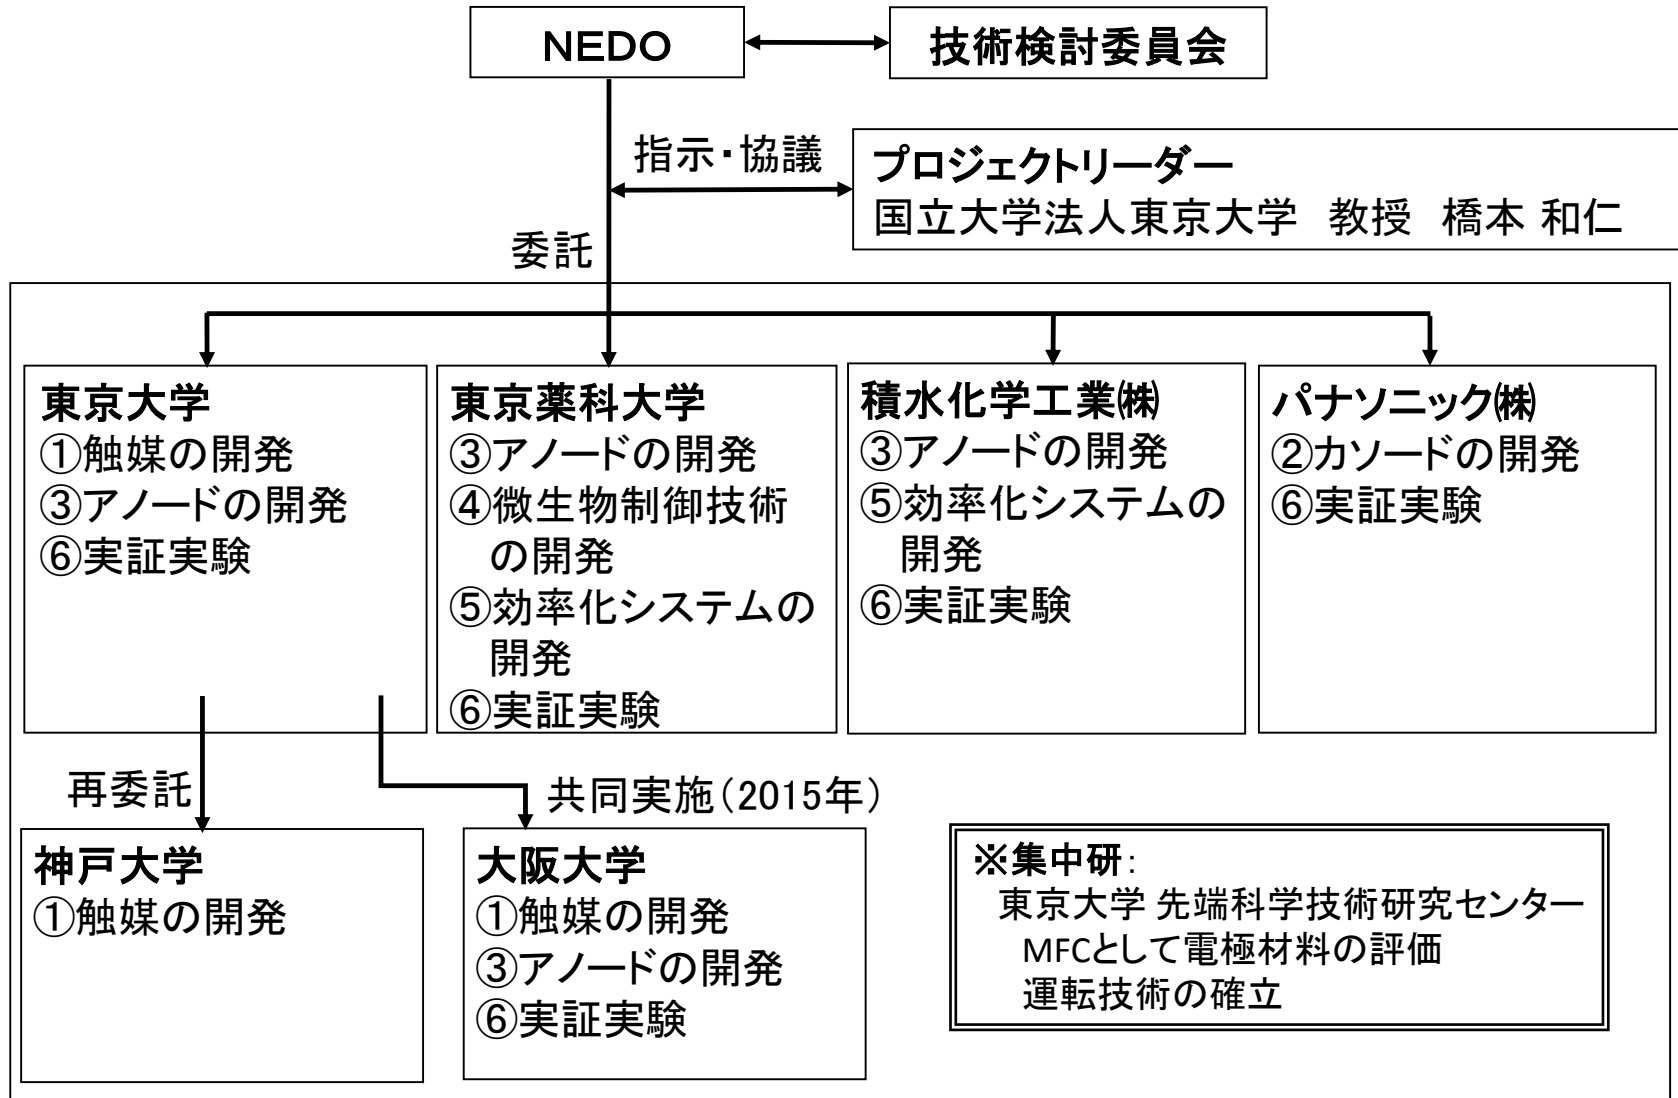 NEDO
技術検討委員会
指示・協議
プロジェクトリーダー
国立大学法人東京大学　教授　橋本 和仁
委託
東京大学
①触媒の開発
③アノードの開発
⑥実証実験
東京薬科大学
③アノードの開発
④微生物制御技術
の開発
⑤効率化システムの
開発
⑥実証実験
積水化学工業㈱
③アノードの開発
⑤効率化システムの
開発
⑥実証実験
パナソニック㈱
②カソードの開発
⑥実証実験
再委託
共同実施（2015年）
神戸大学
①触媒の開発
大阪大学
①触媒の開発
③アノードの開発
⑥実証実験
※集中研：
東京大学 先端科学技術研究センター
MFCとして電極材料の評価
運転技術の確立